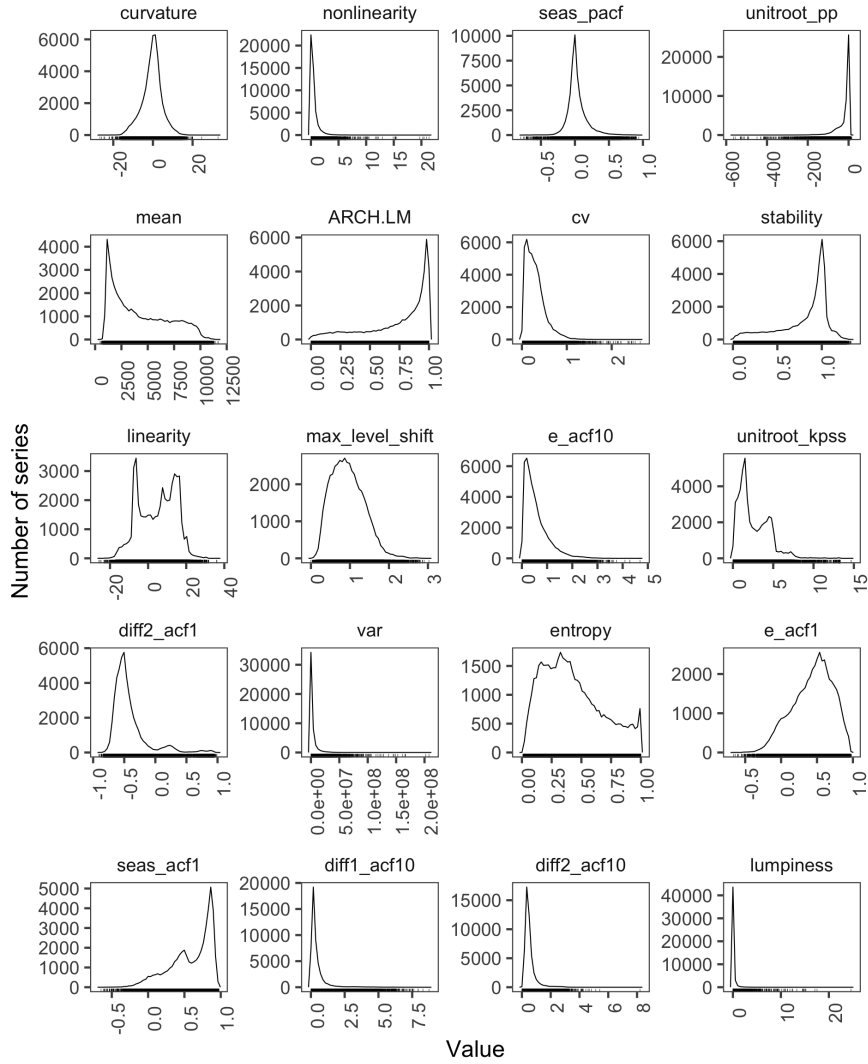 curvature nonlinearity seas_pacf unitroot_pp
6000 4000 2000 0
20000 15000 10000 5000 0
10000 7500 5000 2500 0
20000 10000 0
-20 0 20
0 5 10 15 20
-0.5 0.0 0.5 1.0
-600 -400 -200 0
mean ARCH.LM cv stability
4000 3000 2000 1000 0
6000 4000 2000 0
6000 4000 2000 0
6000 4000 2000 0
0 2500 5000 7500 10000 12500
0.00 0.25 0.50 0.75 1.00
0 1 2
0.0 0.5 1.0
Number of series
linearity max_level_shift e_acf10 unitroot_kpss
3000 2000 1000 0
2000 1000 0
6000 4000 2000 0
4000 2000 0
-20 0 20 40
0 1 2 3
0 1 2 3 4 5
0 5 10 15
diff2_acf1 var entropy e_acf1
6000 4000 2000 0
30000 20000 10000 0
1500 1000 500 0
2000 1000 0
-1.0 -0.5 0.0 0.5 1.0
0.0e+00 5.0e+07 1.0e+08 1.5e+08 2.0e+08
0.00 0.25 0.50 0.75 1.00
-0.5 0.0 0.5 1.0
seas_acf1 diff1_acf10 diff2_acf10 lumpiness
5000 4000 3000 2000 1000 0
20000 15000 10000 5000 0
15000 10000 5000 0
40000 30000 20000 10000 0
-0.5 0.0 0.5 1.0
0.0 2.5 5.0 7.5
0 2 4 6 8
0 10 20
Value